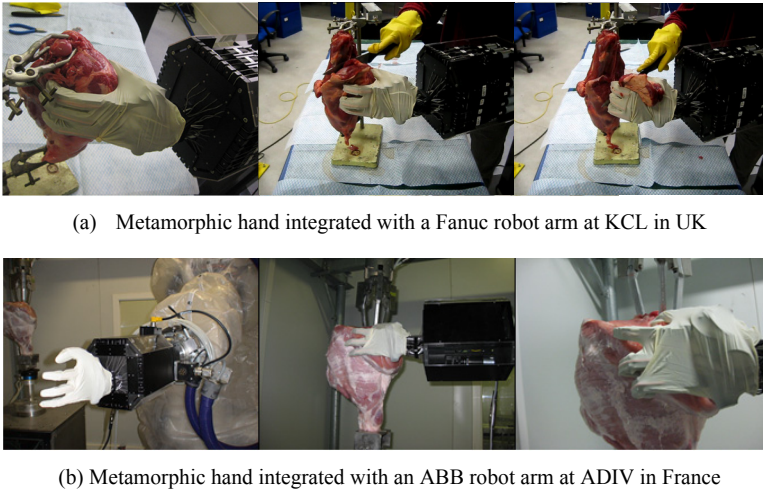 (a) Metamorphic hand integrated with a Fanuc robot arm at KCL in UK
(b) Metamorphic hand integrated with an ABB robot arm at ADIV in France